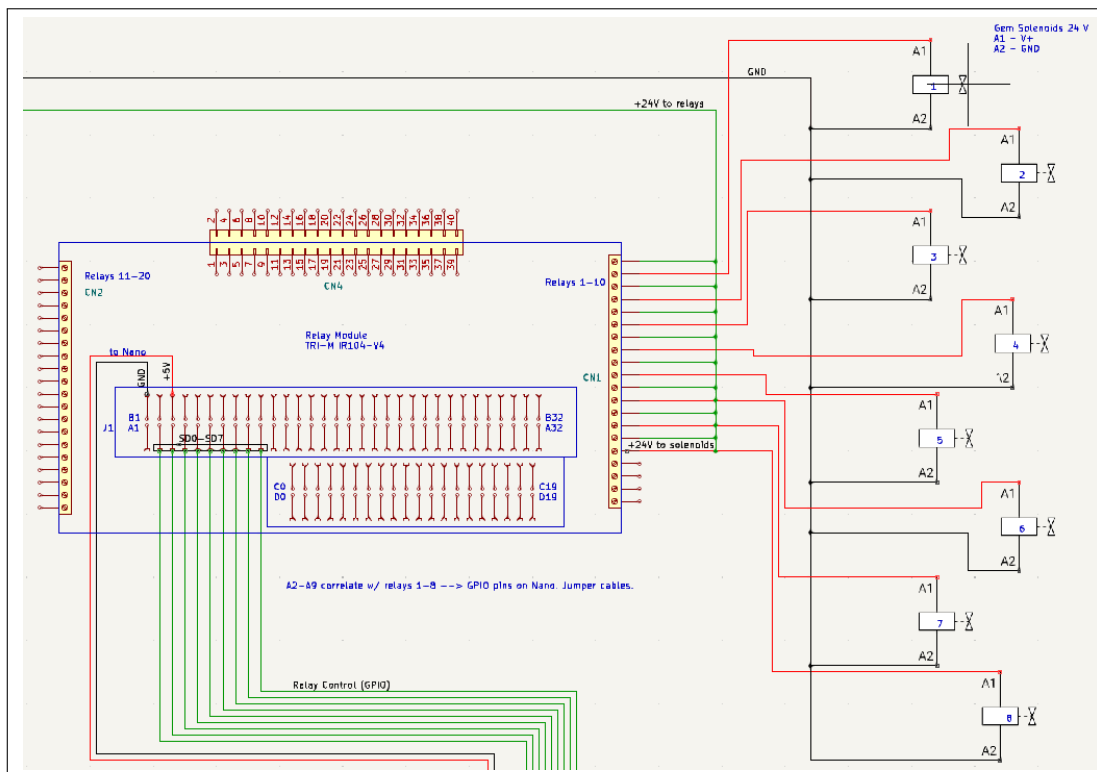 Gem Solenoids 24 V
A1 - V+
A2 - GND
GND
+24V to relays
A1
1
A2
A1
2
A2
A1
3
A2
A1
4
A2
A1
5
A2
A1
6
A2
A1
7
A2
A1
8
A2
2 4 6 8 10 12 14 16 18 20 22 24 26 28 30 32 34 36 38 40
1 3 5 7 9 11 13 15 17 19 21 23 25 27 29 31 33 35 37 39
CN4
Relays 11-20
CN2
Relays 1-10
Relay Module
TRI-M IR104-V4
to Nano
GND
+5V
CN1
J1
B1
A1
B32
A32
SD0-SD7
+24V to solenoids
C0
D0
C19
D19
A2-A9 correlate w/ relays 1-8 --> GPIO pins on Nano. Jumper cables.
Relay Control (GPIO)